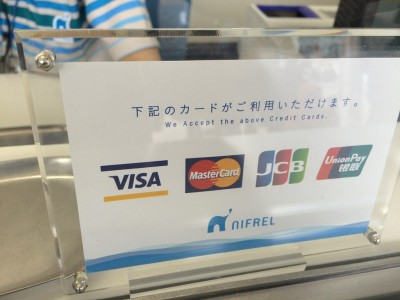 下記のカードがご利用いただけます。
We Accept the above Credit Cards.
VISA MasterCard JCB UnionPay 银联
NIFREL